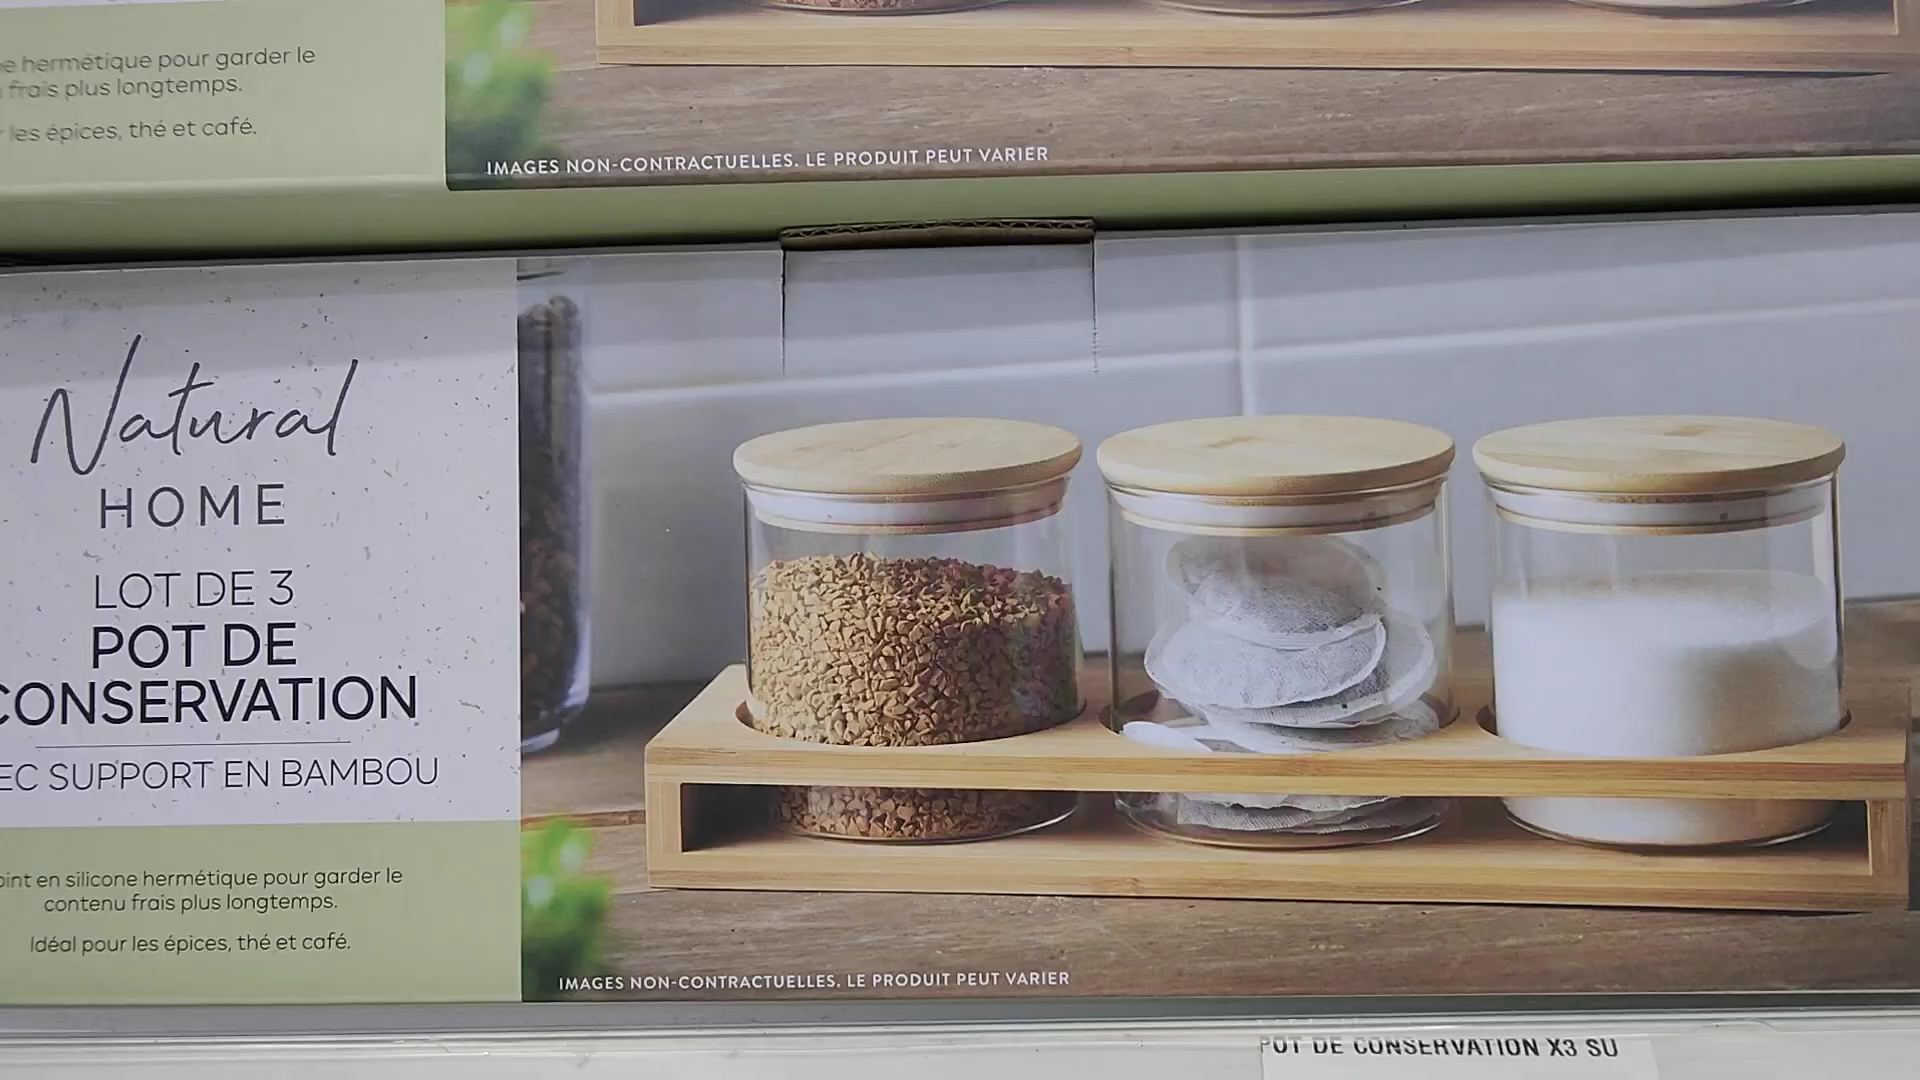 hermétique pour garder le
frais plus longtemps.
les épices, thé et café.
IMAGES NON-CONTRACTUELLES. LE PRODUIT PEUT VARIER
Natural
HOME
LOT DE 3
POT DE
CONSERVATION
EC SUPPORT EN BAMBOU
oint en silicone hermétique pour garder le
contenu frais plus longtemps.
Idéal pour les épices, thé et café.
IMAGES NON-CONTRACTUELLES. LE PRODUIT PEUT VARIER
POT DE CONSERVATION X3 SU